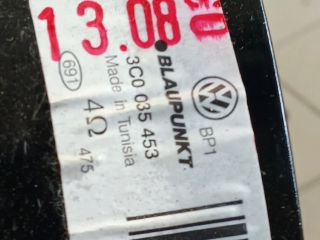 13.08
BP1
BLAUPUNKT
3C0 035 453
Made in Tunisia
4Ω
691
475